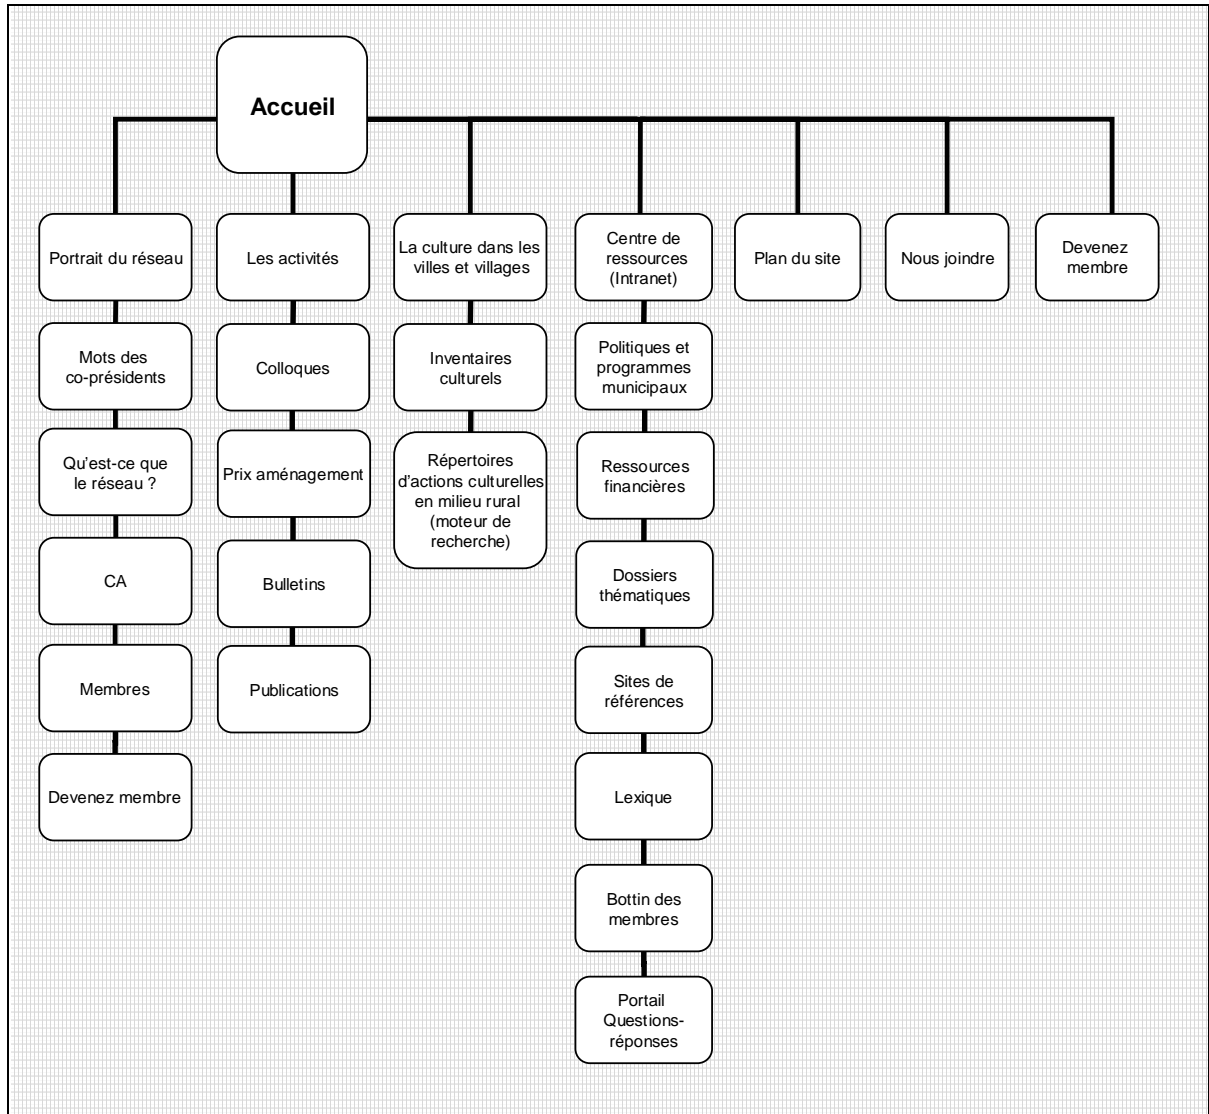 Accueil
Portrait du réseau
Mots des
co-présidents
Qu'est-ce que
le réseau ?
CA
Membres
Devenez membre
Les activités
Colloques
Prix aménagement
Bulletins
Publications
La culture dans les
villes et villages
Inventaires
culturels
Répertoires
d'actions culturelles
en milieu rural
(moteur de
recherche)
Centre de
ressources
(Intranet)
Politiques et
programmes
municipaux
Ressources
financières
Dossiers
thématiques
Sites de
références
Lexique
Bottin des
membres
Portail
Questions-
réponses
Plan du site
Nous joindre
Devenez
membre